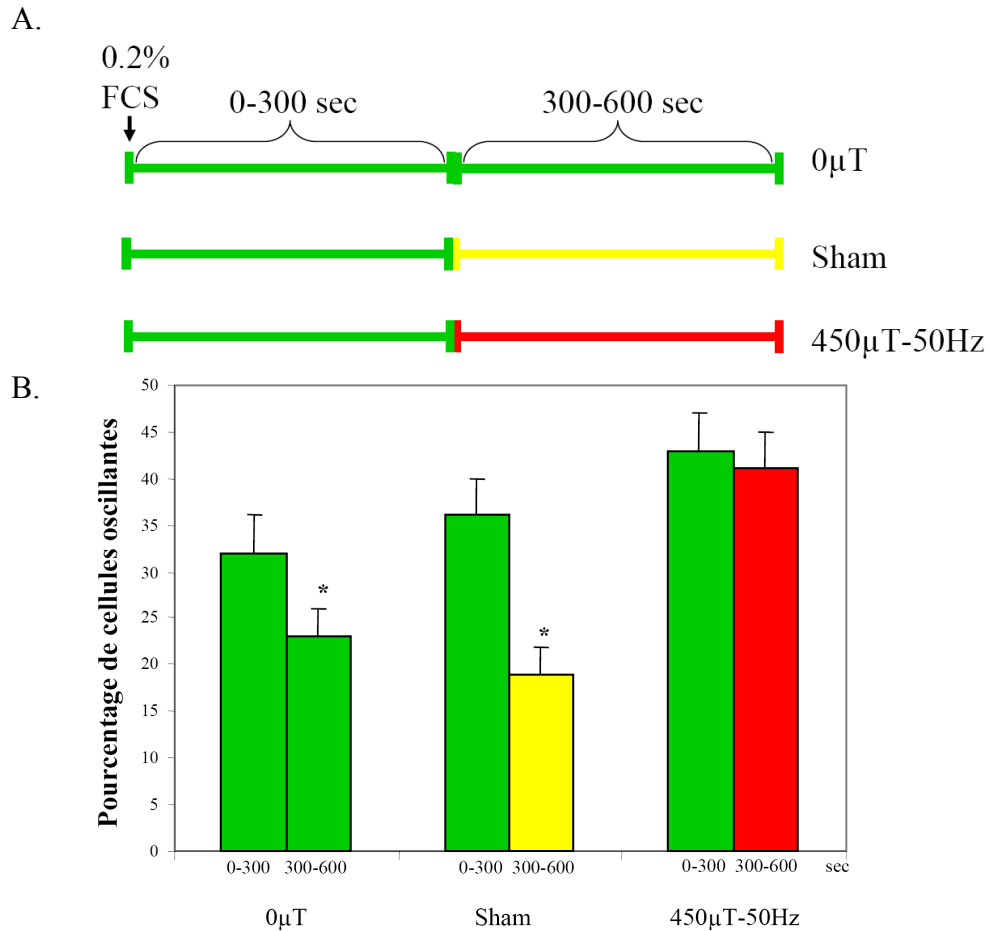 A.
0.2%
FCS
0-300 sec
300-600 sec
0µT
Sham
450µT-50Hz
B.
Pourcentage de cellules oscillantes
50
45
40
35
30
25
20
15
10
5
0
*
*
0-300 300-600 0-300 300-600 0-300 300-600 sec
0µT Sham 450µT-50Hz